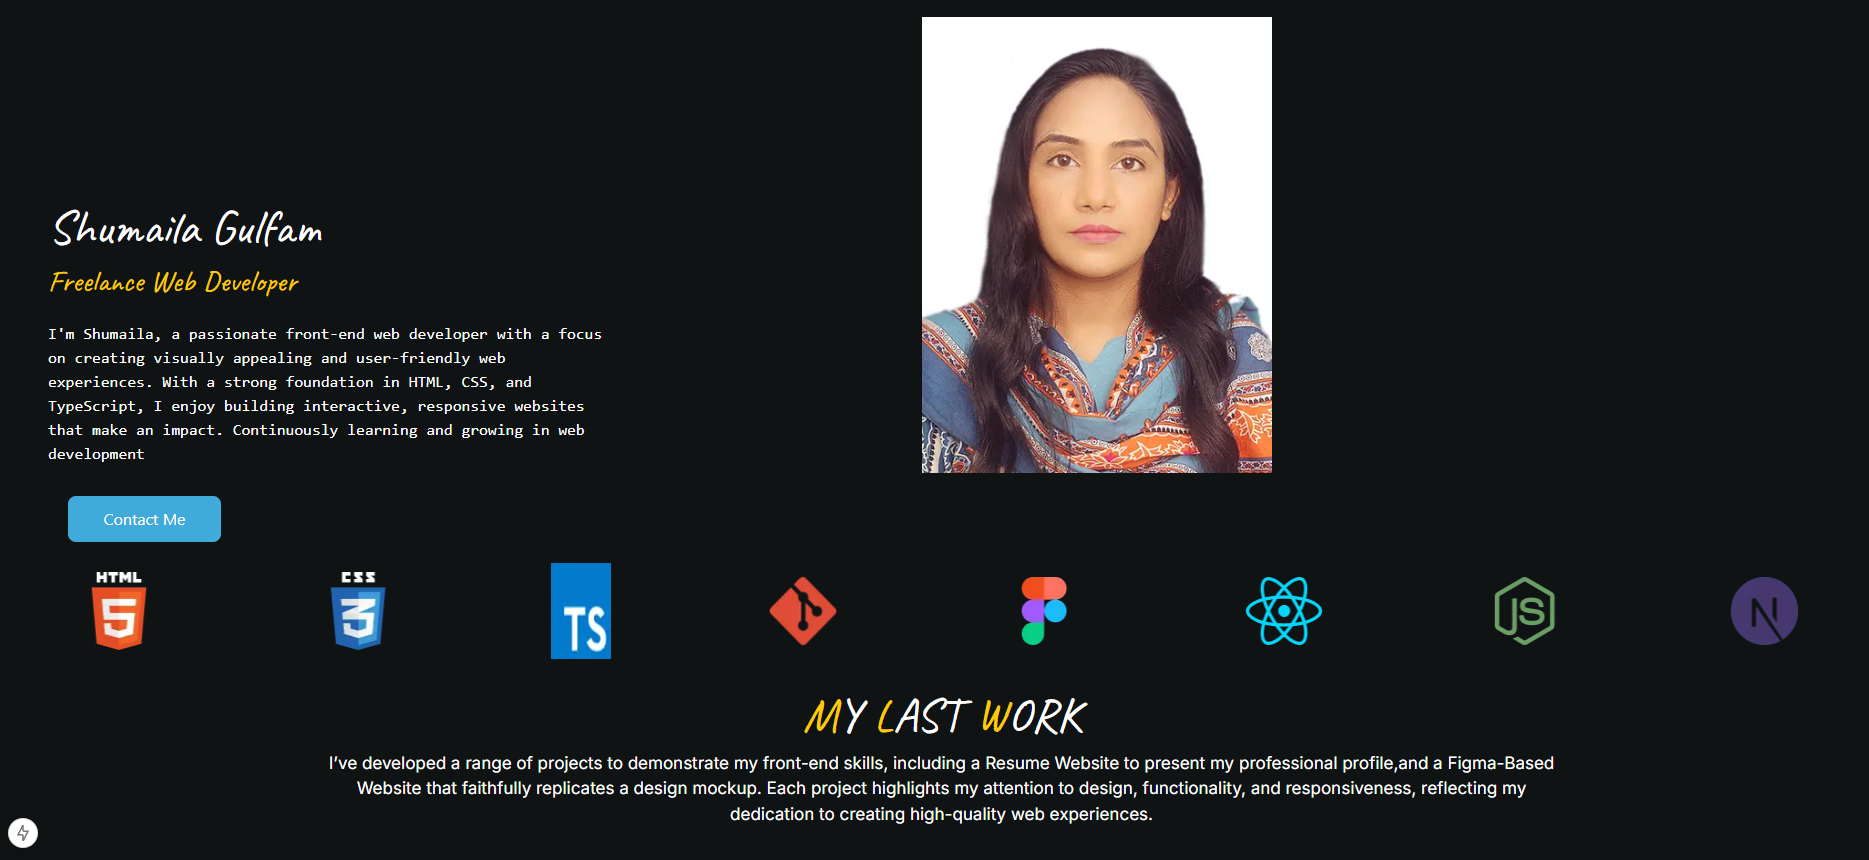 Shumaila Gulfam
Freelance Web Developer
I'm Shumaila, a passionate front-end web developer with a focus
on creating visually appealing and user-friendly web
experiences. With a strong foundation in HTML, CSS, and
TypeScript, I enjoy building interactive, responsive websites
that make an impact. Continuously learning and growing in web
development
Contact Me
HTML
5
CSS
3
TS
JS
N
MY LAST WORK
I’ve developed a range of projects to demonstrate my front-end skills, including a Resume Website to present my professional profile,and a Figma-Based
Website that faithfully replicates a design mockup. Each project highlights my attention to design, functionality, and responsiveness, reflecting my
dedication to creating high-quality web experiences.